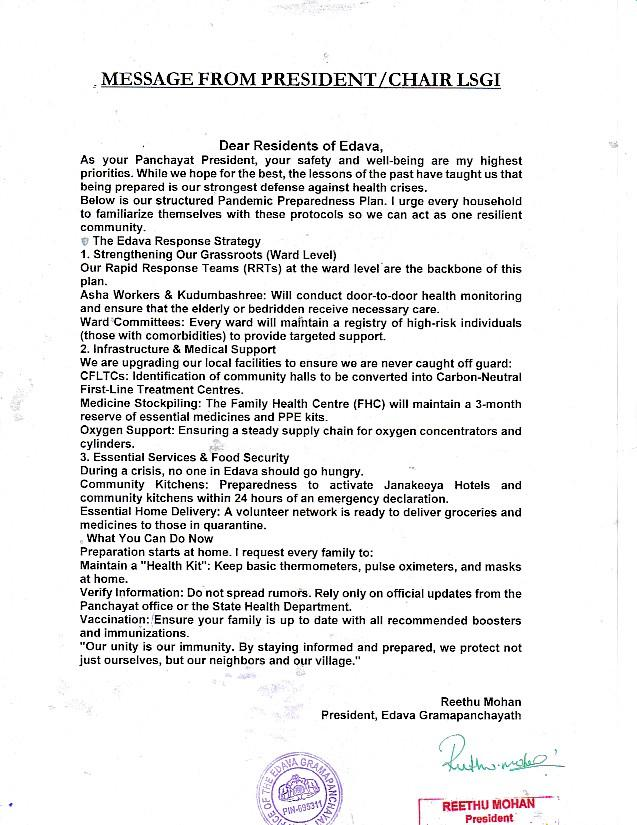 MESSAGE FROM PRESIDENT/CHAIR LSGI
Dear Residents of Edava,
As your Panchayat President, your safety and well-being are my highest
priorities. While we hope for the best, the lessons of the past have taught us that
being prepared is our strongest defense against health crises.
Below is our structured Pandemic Preparedness Plan. I urge every household
to familiarize themselves with these protocols so we can act as one resilient
community.
The Edava Response Strategy
1. Strengthening Our Grassroots (Ward Level)
Our Rapid Response Teams (RRTs) at the ward level are the backbone of this
plan.
Asha Workers & Kudumbashree: Will conduct door-to-door health monitoring
and ensure that the elderly or bedridden receive necessary care.
Ward Committees: Every ward will maintain a registry of high-risk individuals
(those with comorbidities) to provide targeted support.
2. Infrastructure & Medical Support
We are upgrading our local facilities to ensure we are never caught off guard:
CFLTCs: Identification of community halls to be converted into Carbon-Neutral
First-Line Treatment Centres.
Medicine Stockpiling: The Family Health Centre (FHC) will maintain a 3-month
reserve of essential medicines and PPE kits.
Oxygen Support: Ensuring a steady supply chain for oxygen concentrators and
cylinders.
3. Essential Services & Food Security
During a crisis, no one in Edava should go hungry.
Community Kitchens: Preparedness to activate Janakeeya Hotels and
community kitchens within 24 hours of an emergency declaration.
Essential Home Delivery: A volunteer network is ready to deliver groceries and
medicines to those in quarantine.
What You Can Do Now
Preparation starts at home. I request every family to:
Maintain a "Health Kit": Keep basic thermometers, pulse oximeters, and masks
at home.
Verify Information: Do not spread rumors. Rely only on official updates from the
Panchayat office or the State Health Department.
Vaccination: Ensure your family is up to date with all recommended boosters
and immunizations.
"Our unity is our immunity. By staying informed and prepared, we protect not
just ourselves, but our neighbors and our village."
Reethu Mohan
President, Edava Gramapanchayath
Reethu mohan
OF THE EDAVA GRAMAPANCHAYAT
PIN-695311
REETHU MOHAN
President